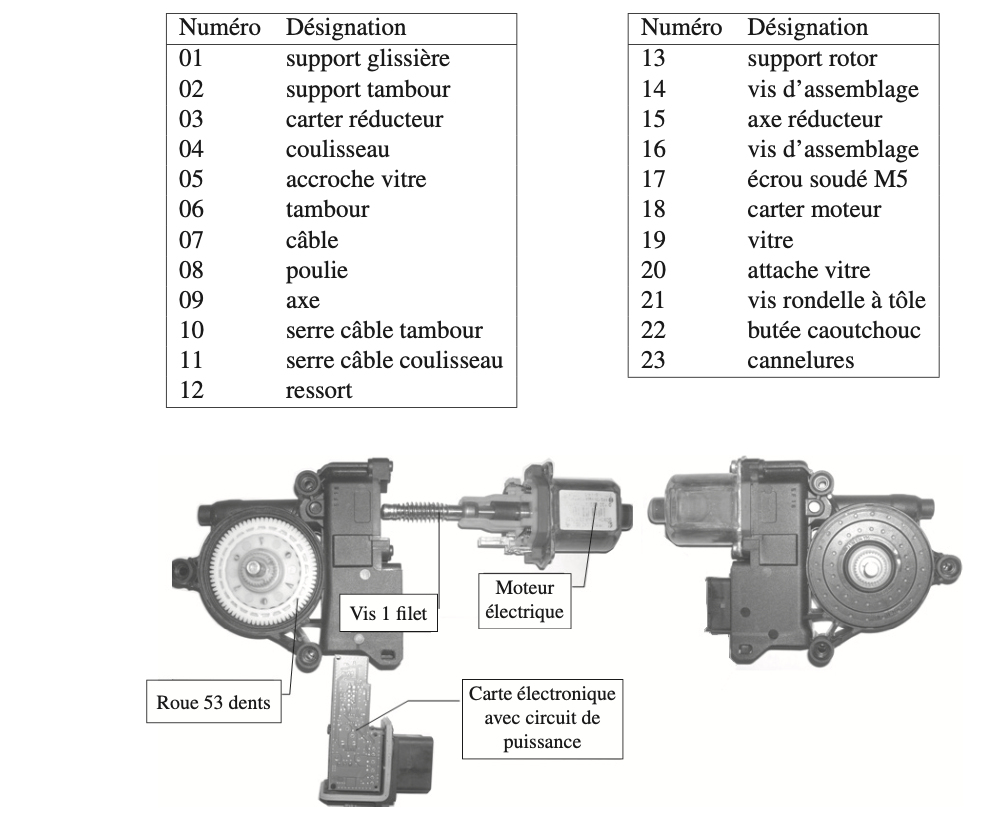 Numéro Désignation
01 support glissière
02 support tambour
03 carter réducteur
04 coulisseau
05 accroche vitre
06 tambour
07 câble
08 poulie
09 axe
10 serre câble tambour
11 serre câble coulisseau
12 ressort
Numéro Désignation
13 support rotor
14 vis d’assemblage
15 axe réducteur
16 vis d’assemblage
17 écrou soudé M5
18 carter moteur
19 vitre
20 attache vitre
21 vis rondelle à tôle
22 butée caoutchouc
23 cannelures
Moteur
électrique
Vis 1 filet
Roue 53 dents
Carte électronique
avec circuit de
puissance